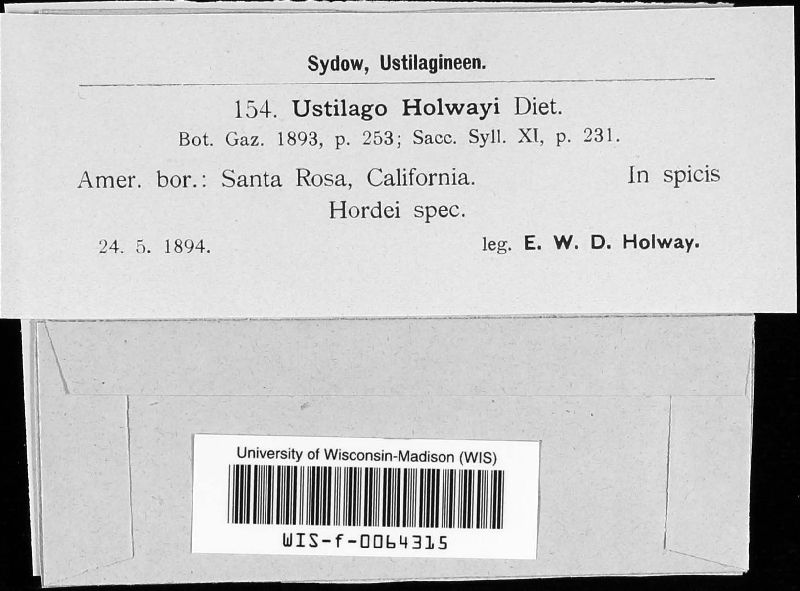 Sydow, Ustilagineen.
154. Ustilago Holwayi Diet.
Bot. Gaz. 1893, p. 253; Sacc. Syll. XI, p. 231.
Amer. bor.: Santa Rosa, California. In spicis
Hordei spec.
24. 5. 1894. leg. E. W. D. Holway.
University of Wisconsin-Madison (WIS)
WIS-f-0064315